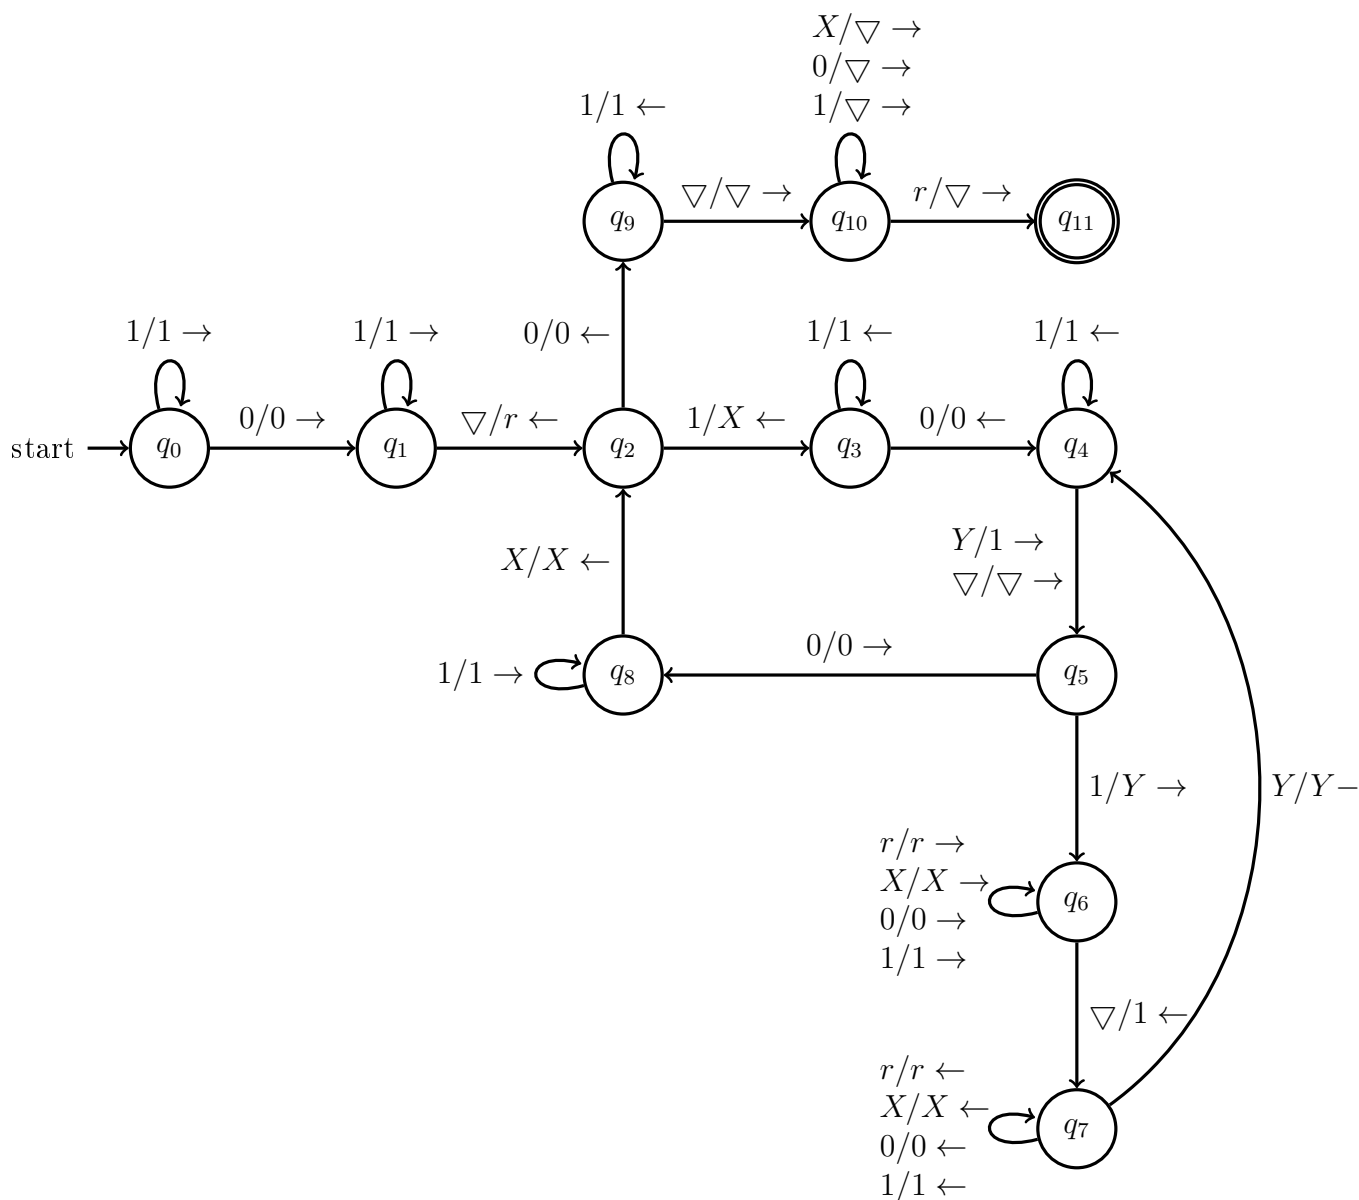 X/▽ →
0/▽ →
1/▽ →
1/1 ←
q₉
▽/▽ →
q₁₀
r/▽ →
q₁₁
0/0 ←
1/1 →
1/1 →
1/1 ←
1/1 ←
start
q₀
0/0 →
q₁
▽/r ←
q₂
1/X ←
q₃
0/0 ←
q₄
X/X ←
Y/1 →
▽/▽ →
1/1 →
q₈
0/0 →
q₅
1/Y →
Y/Y −
r/r →
X/X →
0/0 →
1/1 →
q₆
▽/1 ←
r/r ←
X/X ←
0/0 ←
1/1 ←
q₇